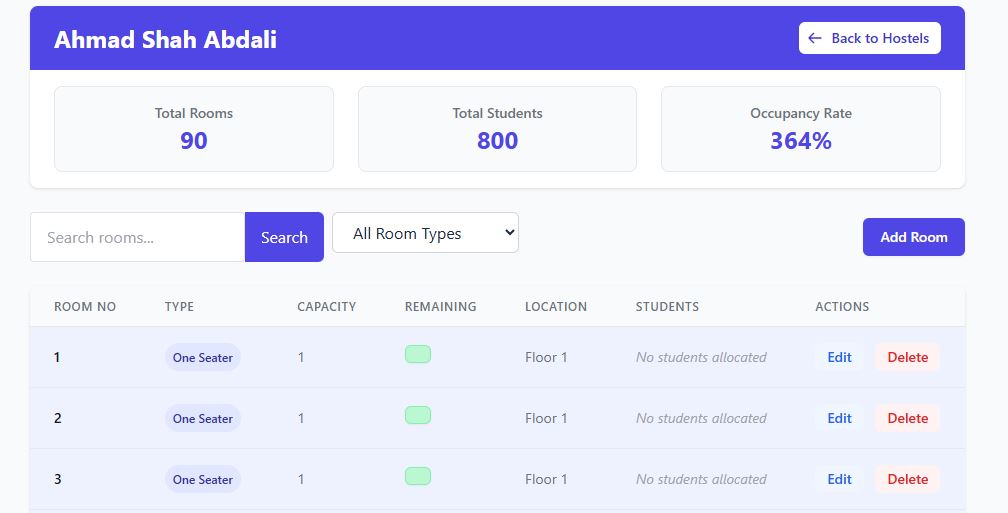 Ahmad Shah Abdali
← Back to Hostels
Total Rooms
90
Total Students
800
Occupancy Rate
364%
Search rooms...
Search
All Room Types
Add Room
ROOM NO TYPE CAPACITY REMAINING LOCATION STUDENTS ACTIONS
1 One Seater 1 Floor 1 No students allocated Edit Delete
2 One Seater 1 Floor 1 No students allocated Edit Delete
3 One Seater 1 Floor 1 No students allocated Edit Delete